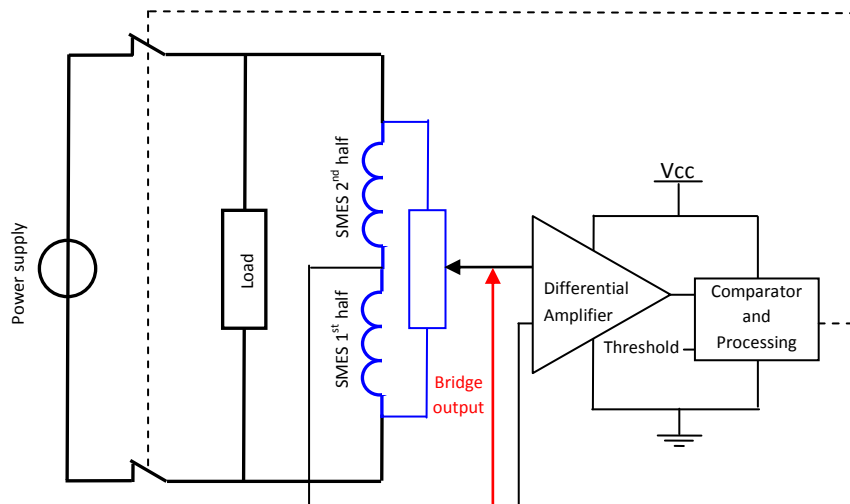 Power supply
Load
SMES 2nd half
SMES 1st half
Bridge
output
Differential
Amplifier
Vcc
Threshold
Comparator
and
Processing